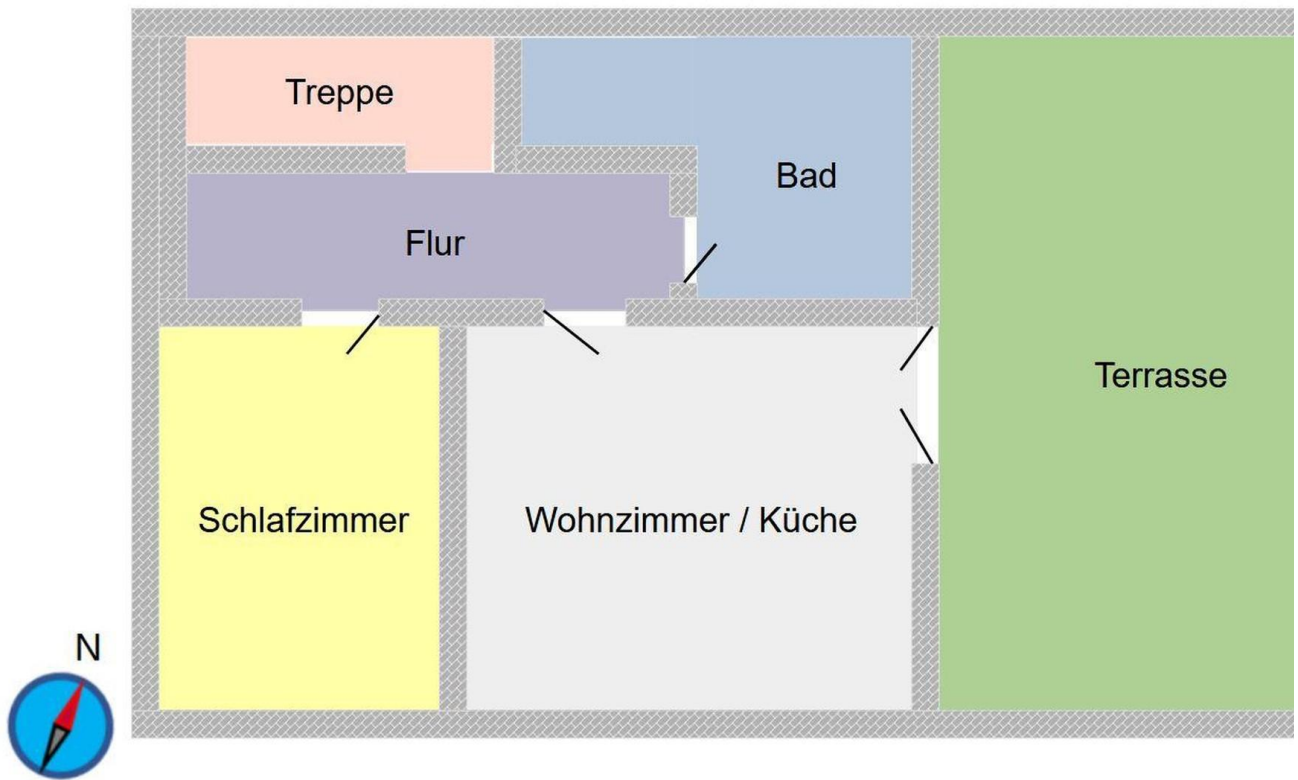 Treppe
Bad
Flur
Terrasse
Schlafzimmer
Wohnzimmer / Küche
N